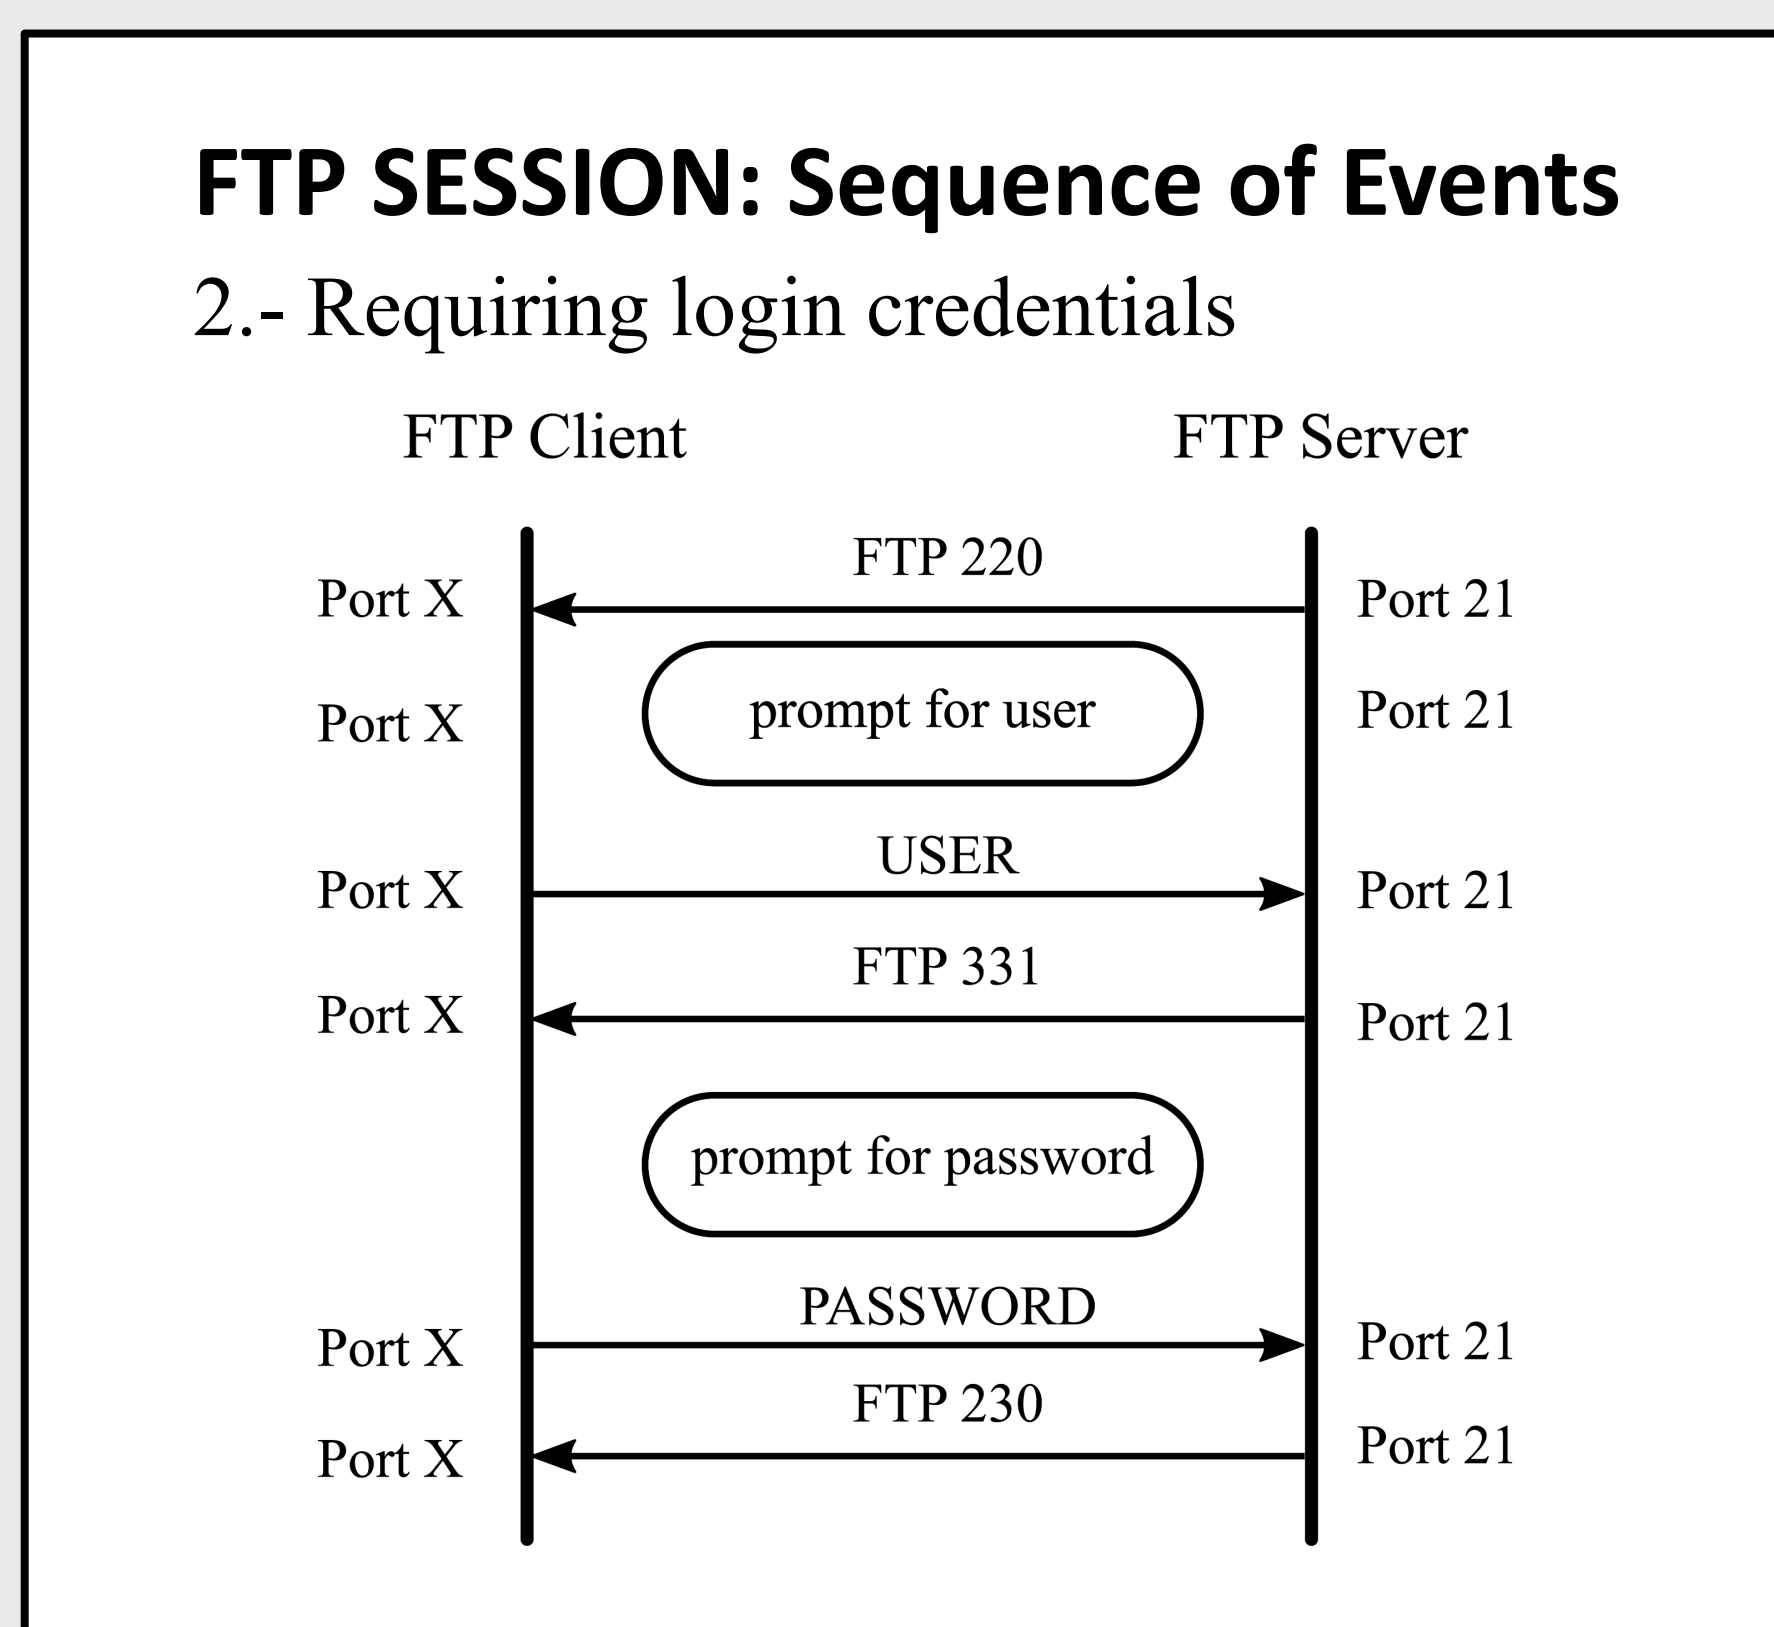 FTP SESSION: Sequence of Events
2.- Requiring login credentials
FTP Client
FTP Server
FTP 220
Port X
Port 21
prompt for user
Port X
Port 21
USER
Port X
Port 21
FTP 331
Port X
Port 21
prompt for password
PASSWORD
Port X
Port 21
FTP 230
Port X
Port 21